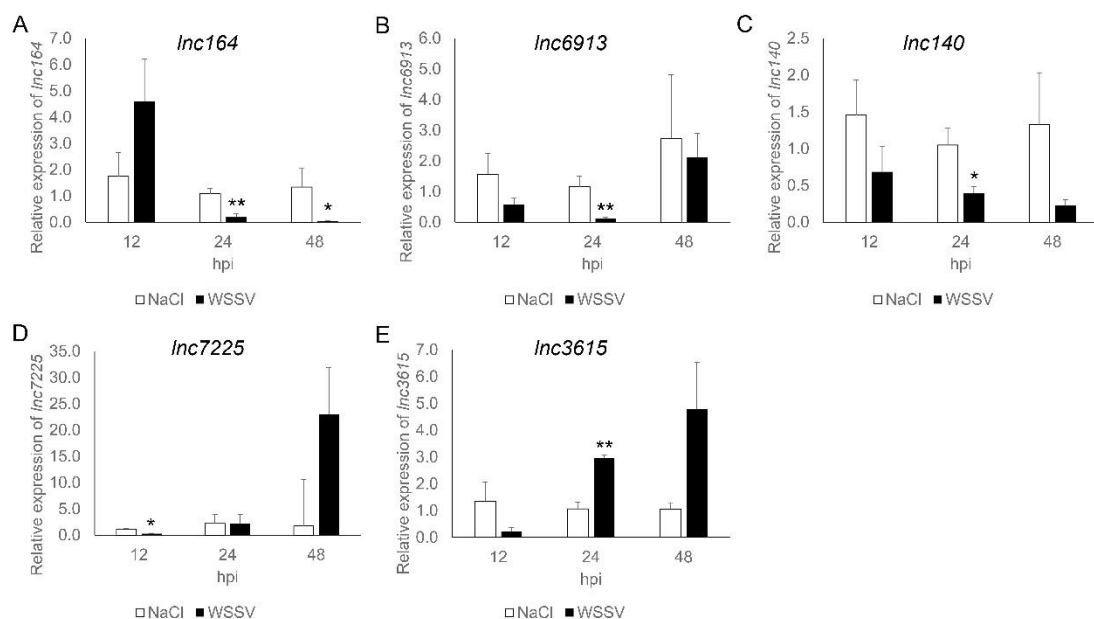 A
lnc164
Relative expression of lnc164
7.0
6.0
5.0
4.0
3.0
2.0
1.0
0.0
**
*
12 24 48
hpi
□NaCl ■WSSV
B
lnc6913
Relative expression of lnc6913
6.0
5.0
4.0
3.0
2.0
1.0
0.0
**
12 24 48
hpi
□NaCl ■WSSV
C
lnc140
Relative expression of lnc140
2.5
2.0
1.5
1.0
0.5
0.0
*
12 24 48
hpi
□NaCl ■WSSV
D
lnc7225
Relative expression of lnc7225
35.0
30.0
25.0
20.0
15.0
10.0
5.0
0.0
*
12 24 48
hpi
□NaCl ■WSSV
E
lnc3615
Relative expression of lnc3615
7.0
6.0
5.0
4.0
3.0
2.0
1.0
0.0
**
12 24 48
hpi
□NaCl ■WSSV